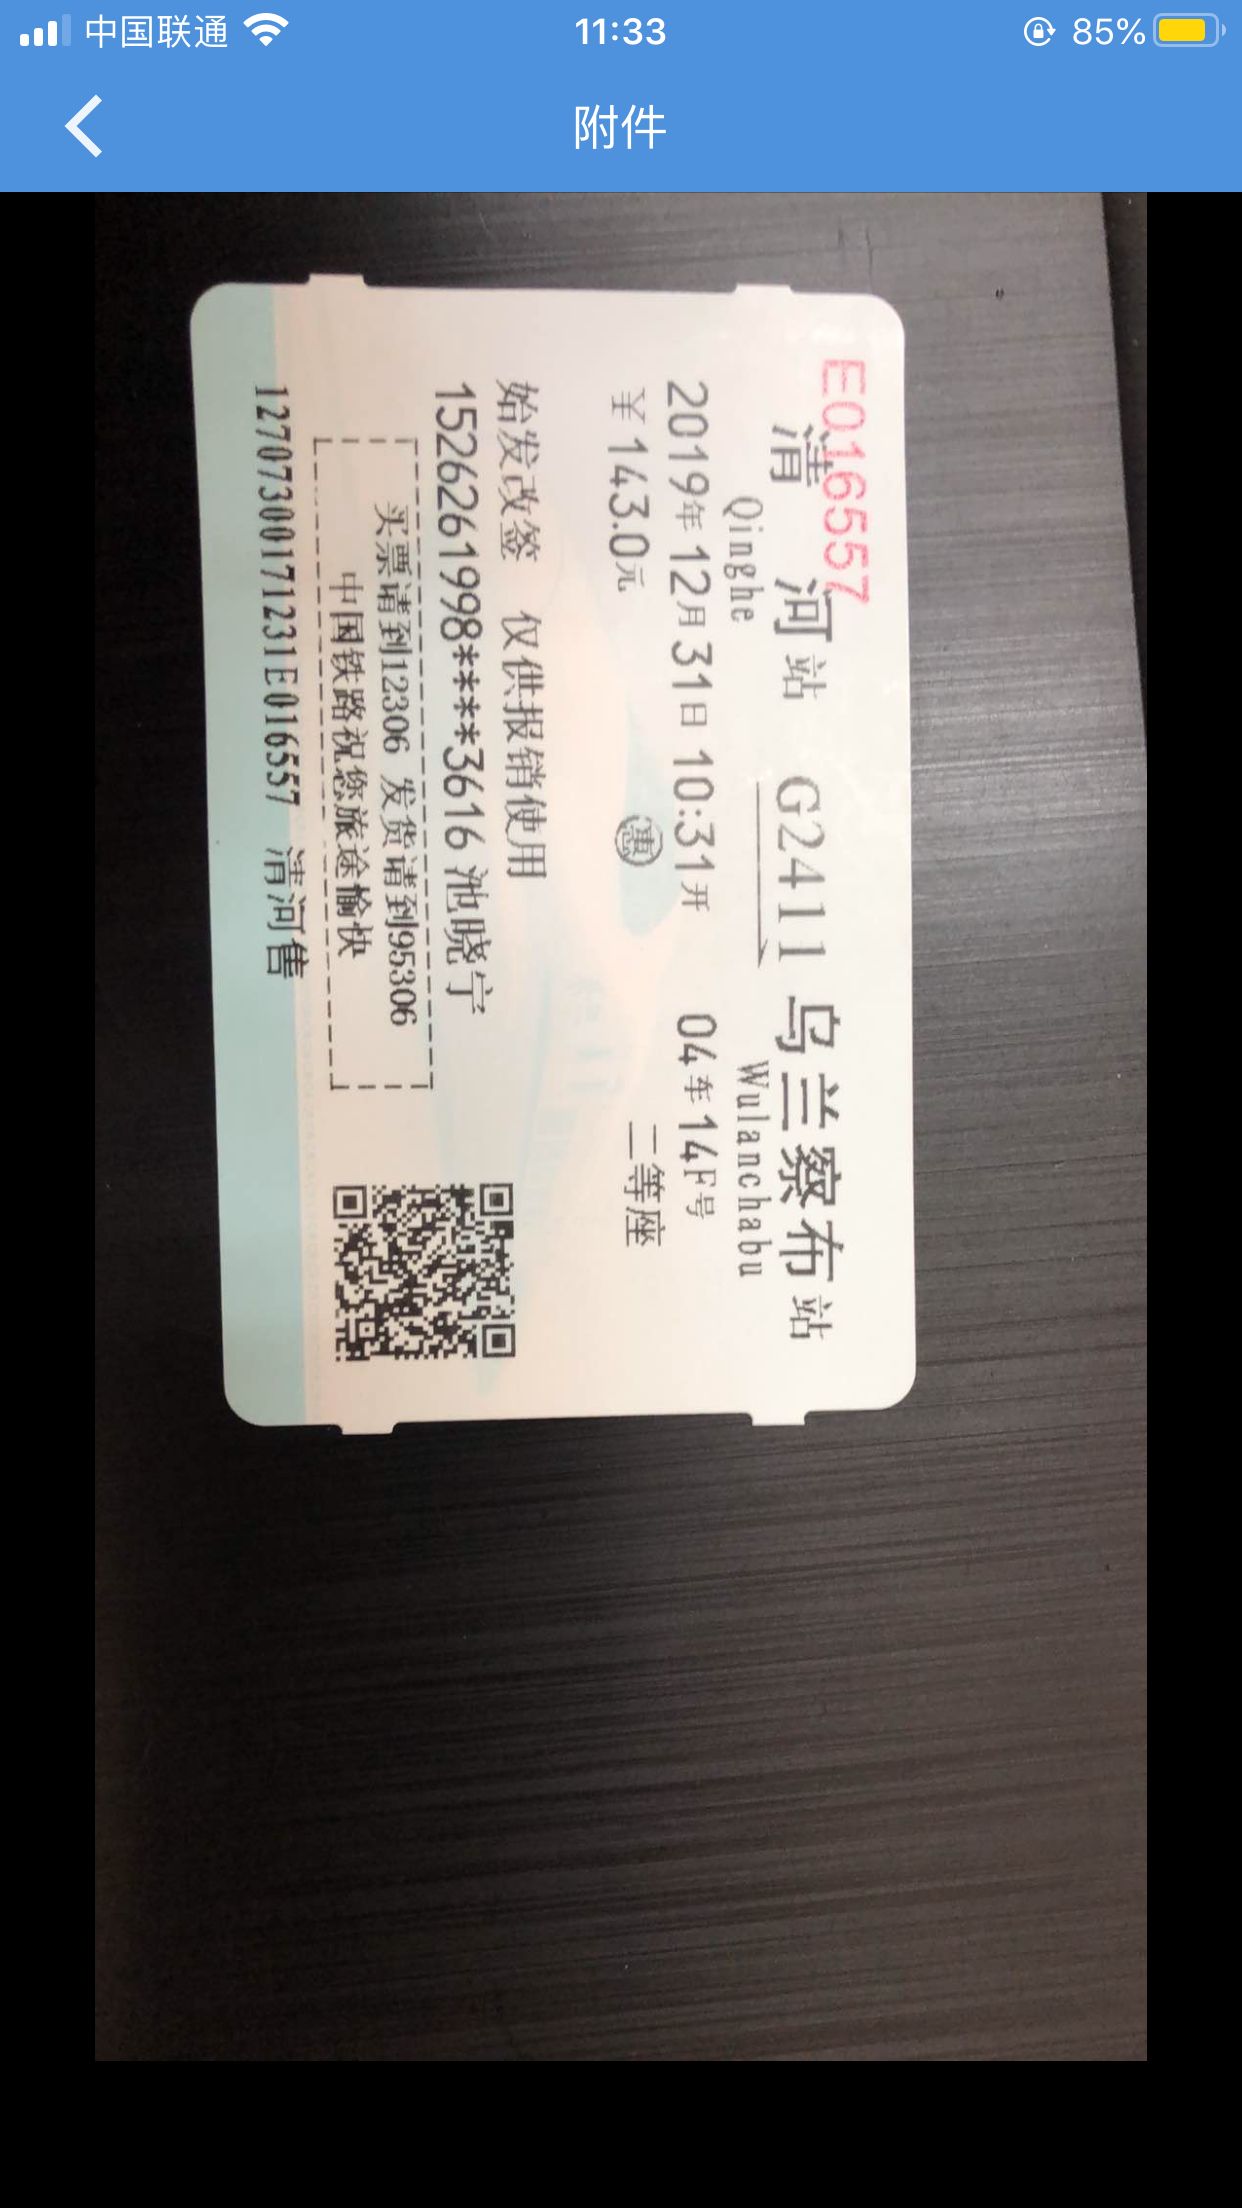 中国联通 11:33 85%
附件
E016557
清河站 G2411 乌兰察布站
Qinghe Wulanchabu
2019年12月31日10:31开 04车14F号
￥143.0元 惠 二等座
始发改签 仅供报销使用
1526261998****3616 池晓宁
买票请到12306 发货请到95306
中国铁路祝您旅途愉快
12707300171231E016557 清河售